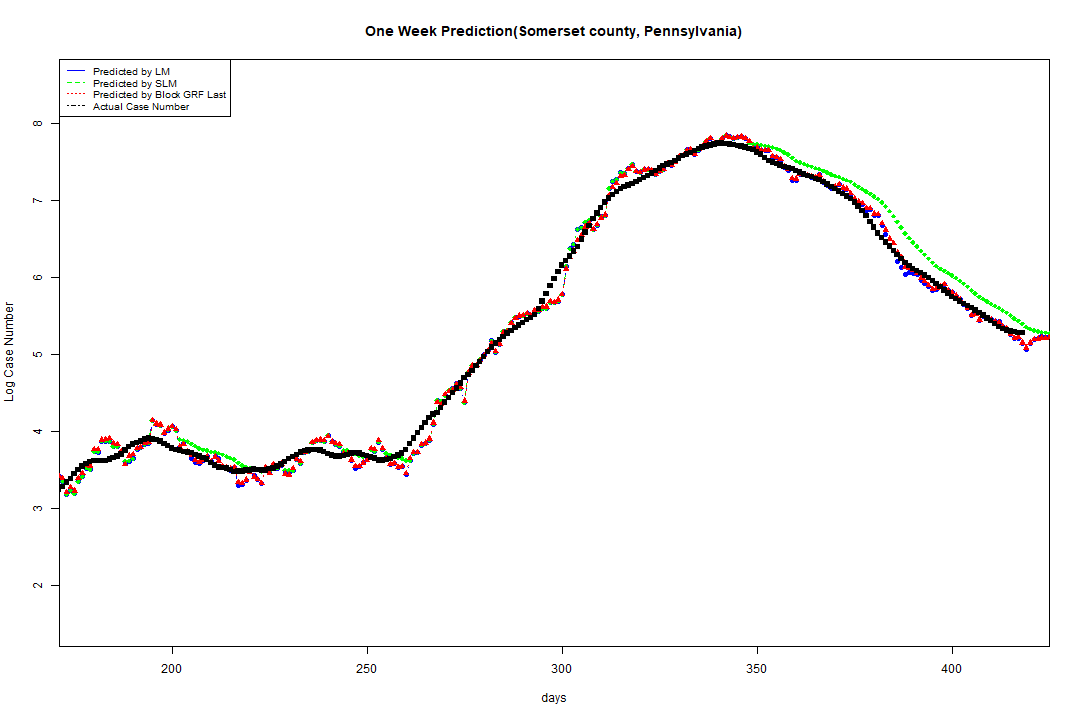 One Week Prediction(Somerset county, Pennsylvania)
Predicted by LM
Predicted by SLM
Predicted by Block GRF Last
Actual Case Number
8
7
6
5
4
3
2
Log Case Number
200 250 300 350 400
days